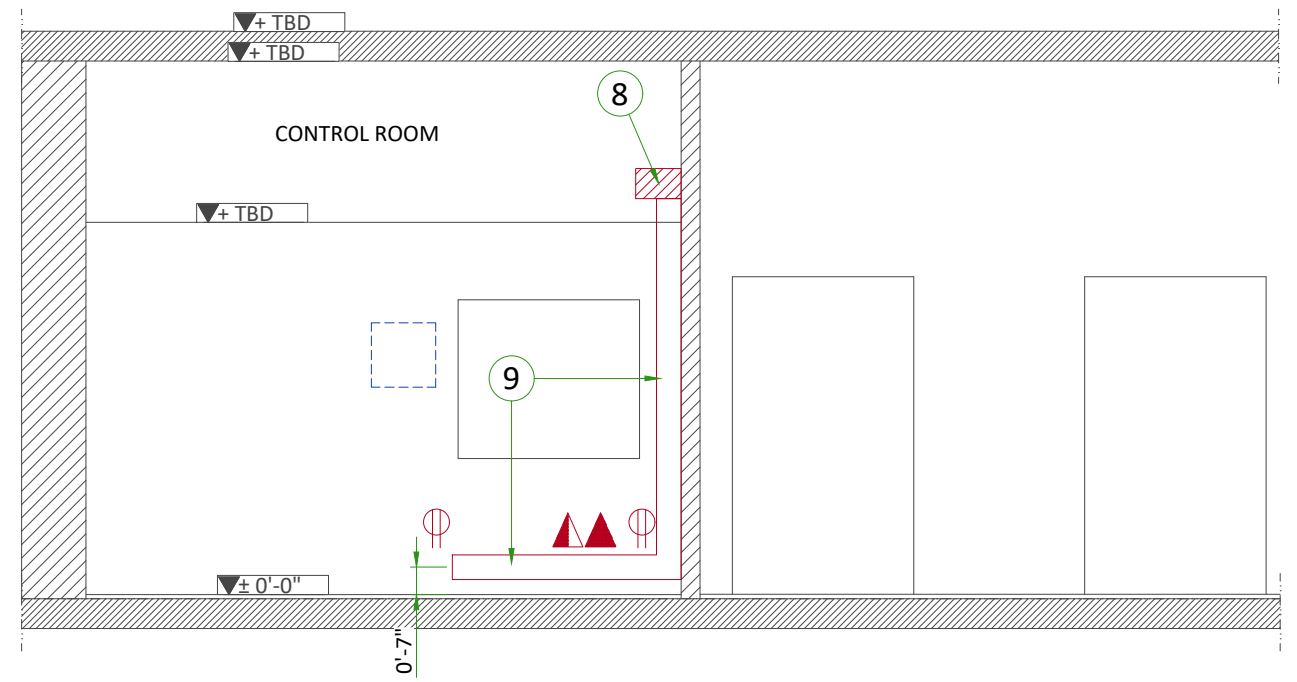 + TBD
+ TBD
8
CONTROL ROOM
+ TBD
9
± 0'-0"
0'-7"